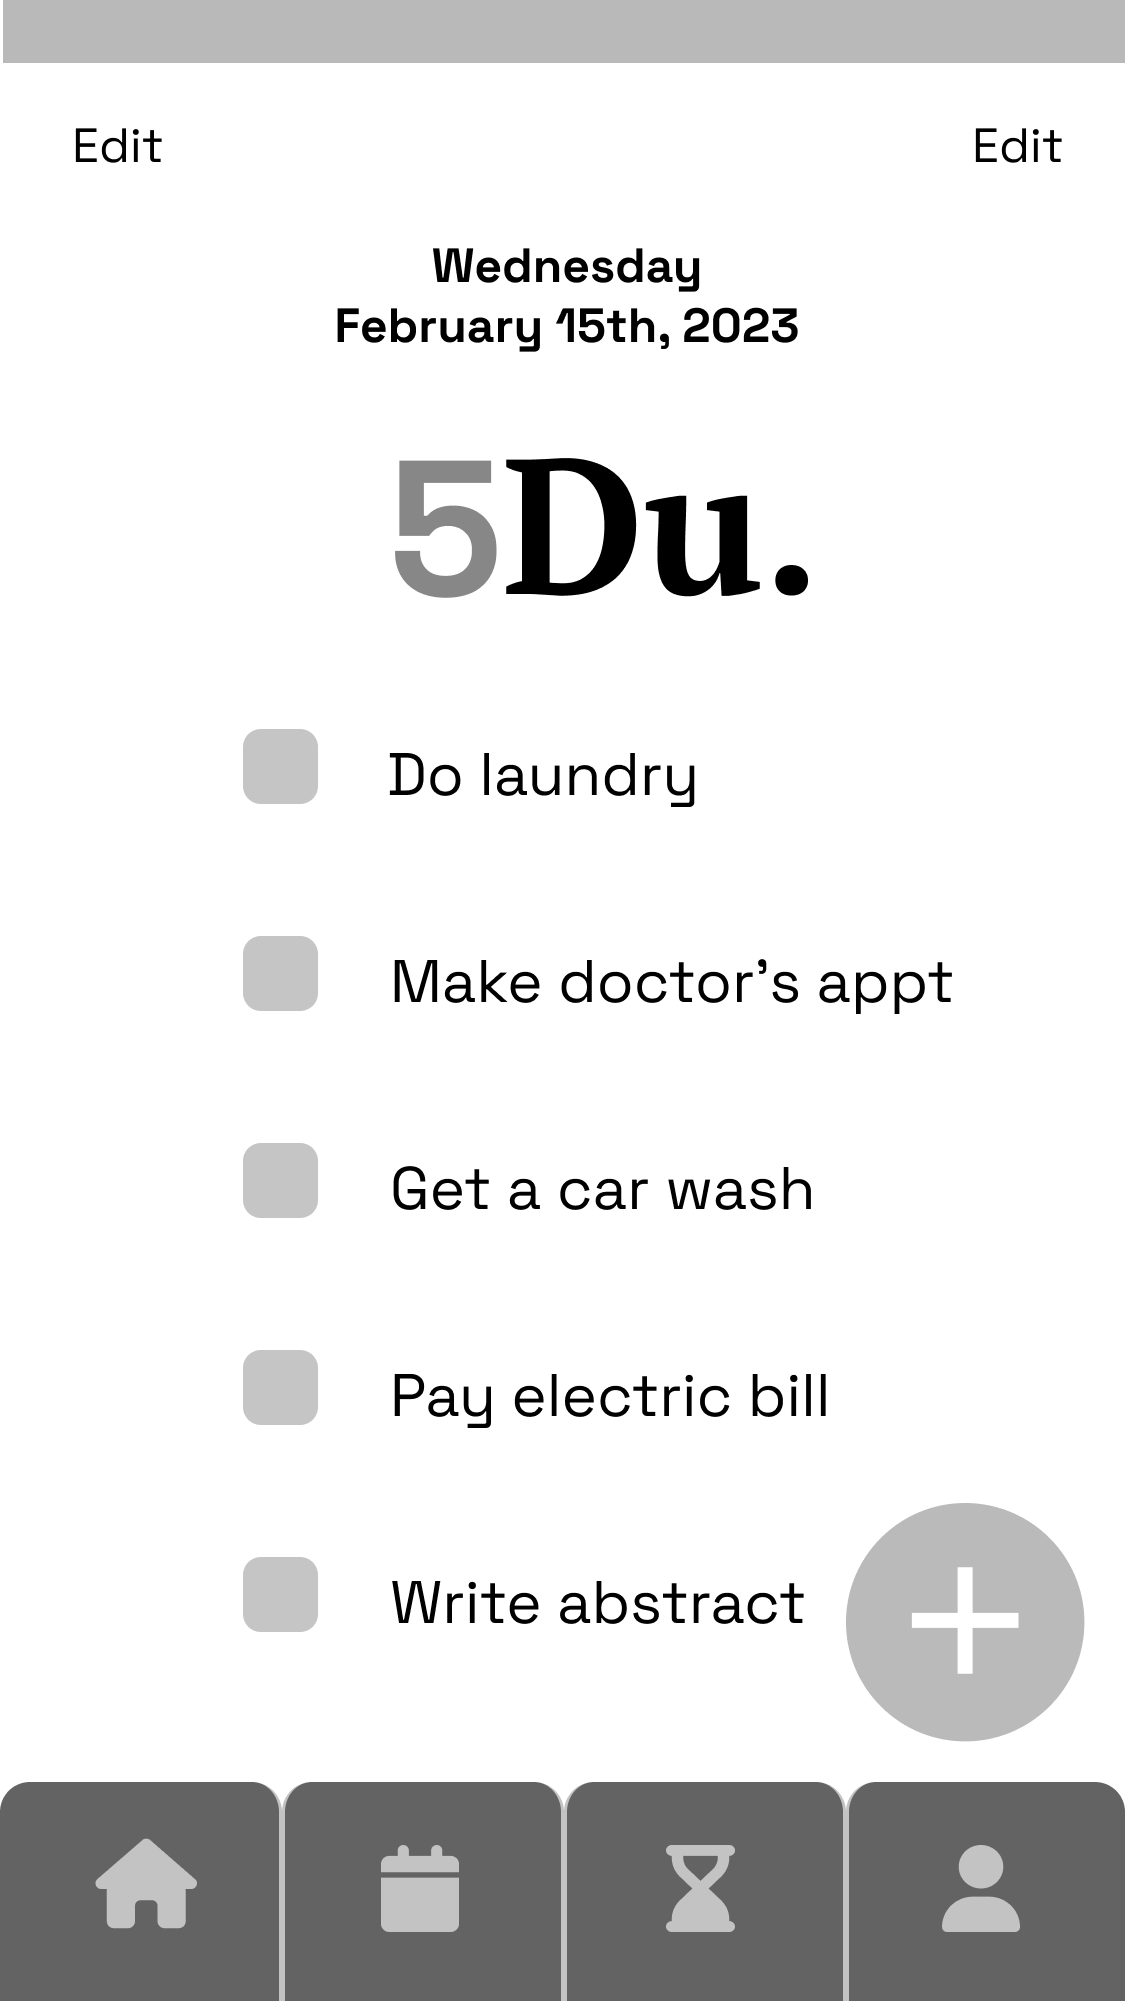 Edit Edit
Wednesday
February 15th, 2023
5Du.
Do laundry
Make doctor’s appt
Get a car wash
Pay electric bill
Write abstract